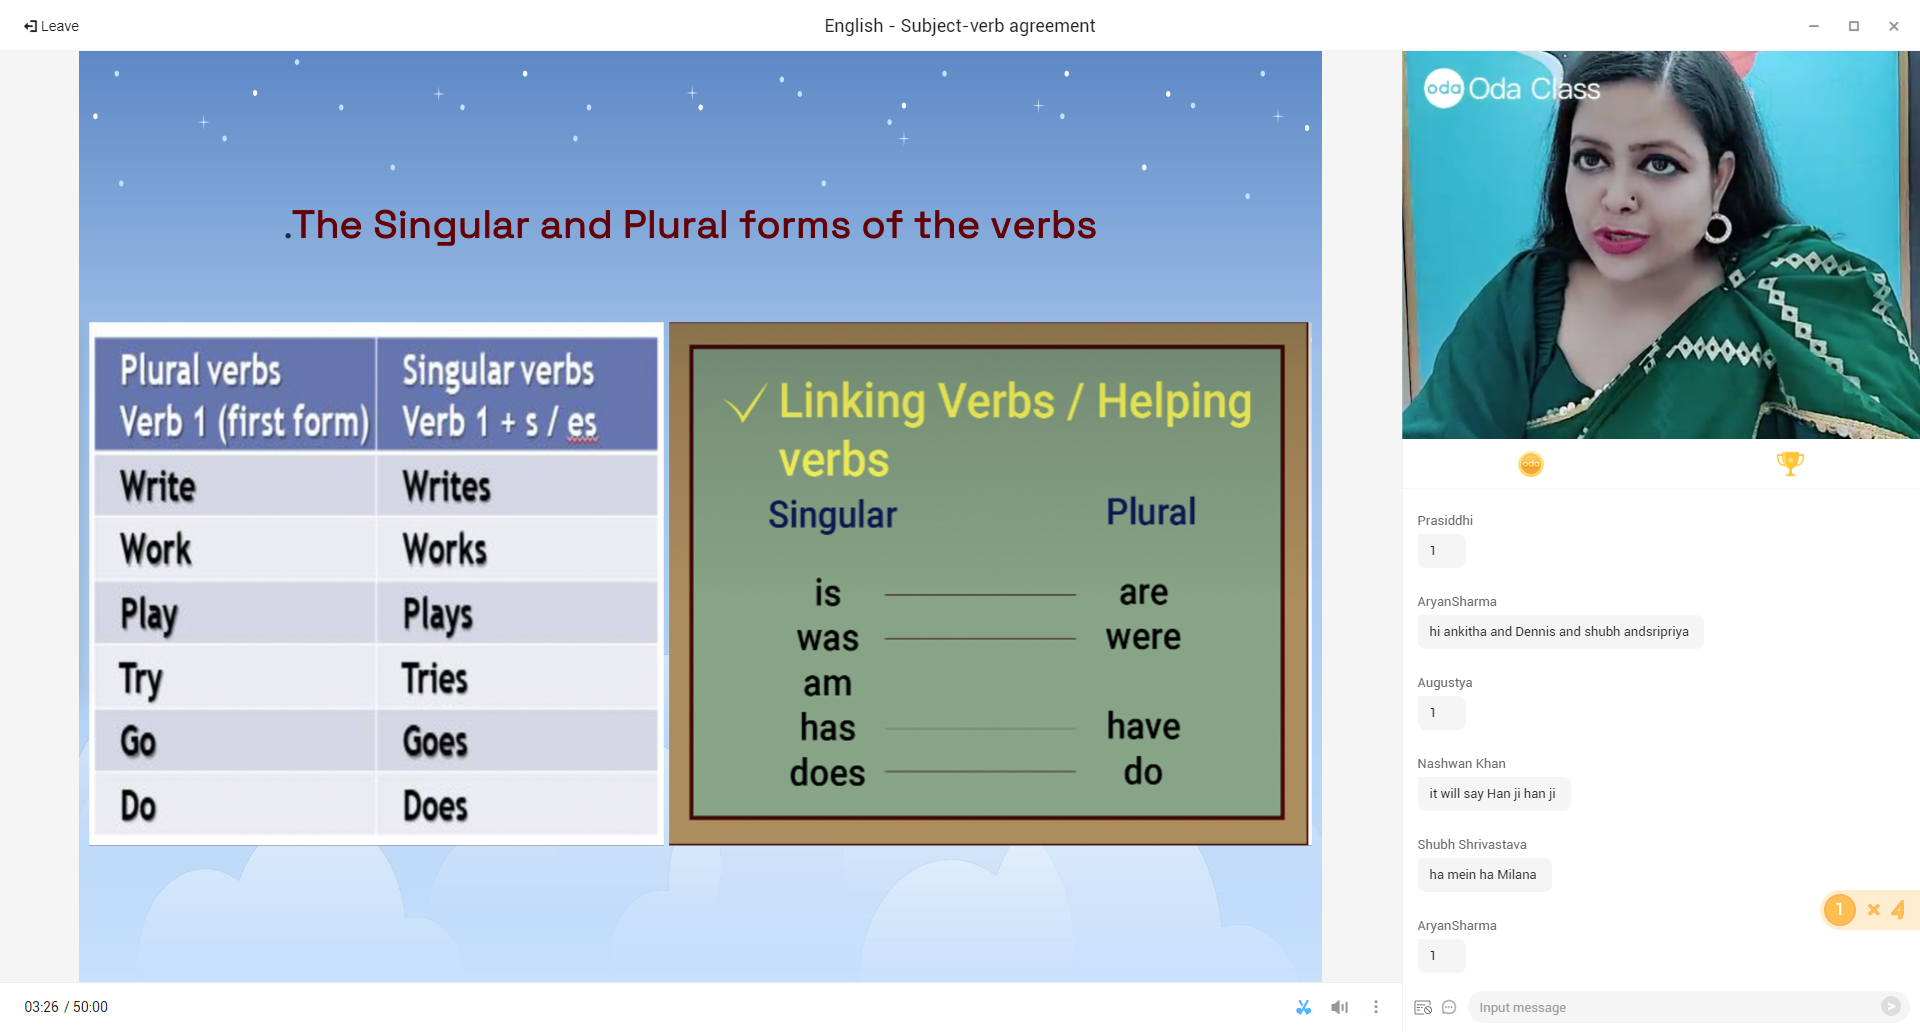 Leave
English - Subject-verb agreement
.The Singular and Plural forms of the verbs
Plural verbs
Verb 1 (first form)
Singular verbs
Verb 1 + s / es
Write Writes
Work Works
Play Plays
Try Tries
Go Goes
Do Does
✓ Linking Verbs / Helping
verbs
Singular Plural
is are
was were
am
has have
does do
oda Oda Class
oda
Prasiddhi
1
AryanSharma
hi ankitha and Dennis and shubh andsripriya
Augustya
1
Nashwan Khan
it will say Han ji han ji
Shubh Shrivastava
ha mein ha Milana
1 × 4
AryanSharma
1
03:26 / 50:00
Input message